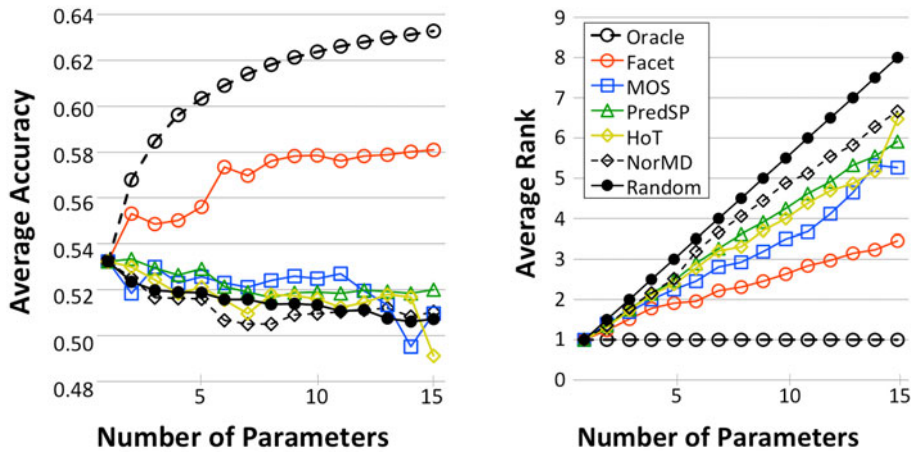 Average Accuracy
0.64
0.62
0.60
0.58
0.56
0.54
0.52
0.50
0.48
5
10
15
Number of Parameters
Average Rank
9
8
7
6
5
4
3
2
1
0
Oracle
Facet
MOS
PredSP
HoT
NorMD
Random
5
10
15
Number of Parameters